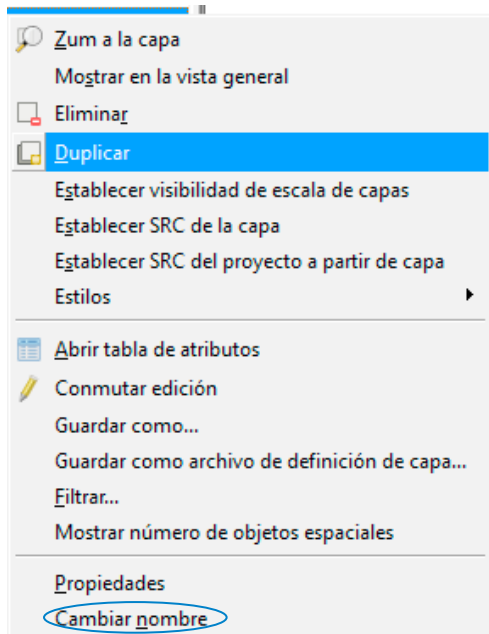 Zum a la capa
Mostrar en la vista general
Eliminar
Duplicar
Establecer visibilidad de escala de capas
Establecer SRC de la capa
Establecer SRC del proyecto a partir de capa
Estilos
Abrir tabla de atributos
Conmutar edición
Guardar como...
Guardar como archivo de definición de capa...
Filtrar...
Mostrar número de objetos espaciales
Propiedades
Cambiar nombre